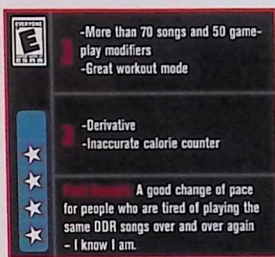 EVERYONE
E
ESRB
-More than 70 songs and 50 game-
play modifiers
-Great workout mode
-Derivative
-Inaccurate calorie counter
A good change of pace
for people who are tired of playing the
same DDR songs over and over again
– I know I am.